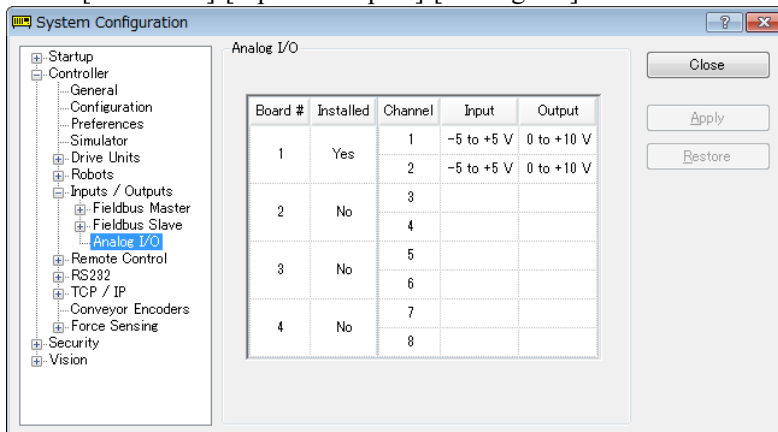 System Configuration
Startup
Controller
General
Configuration
Preferences
Simulator
Drive Units
Robots
Inputs / Outputs
Fieldbus Master
Fieldbus Slave
Analog I/O
Remote Control
RS232
TCP / IP
Conveyor Encoders
Force Sensing
Security
Vision
Analog I/O
Board # Installed Channel Input Output
1 Yes 1 -5 to +5 V 0 to +10 V
2 -5 to +5 V 0 to +10 V
2 No 3
4
3 No 5
6
4 No 7
8
Close
Apply
Restore